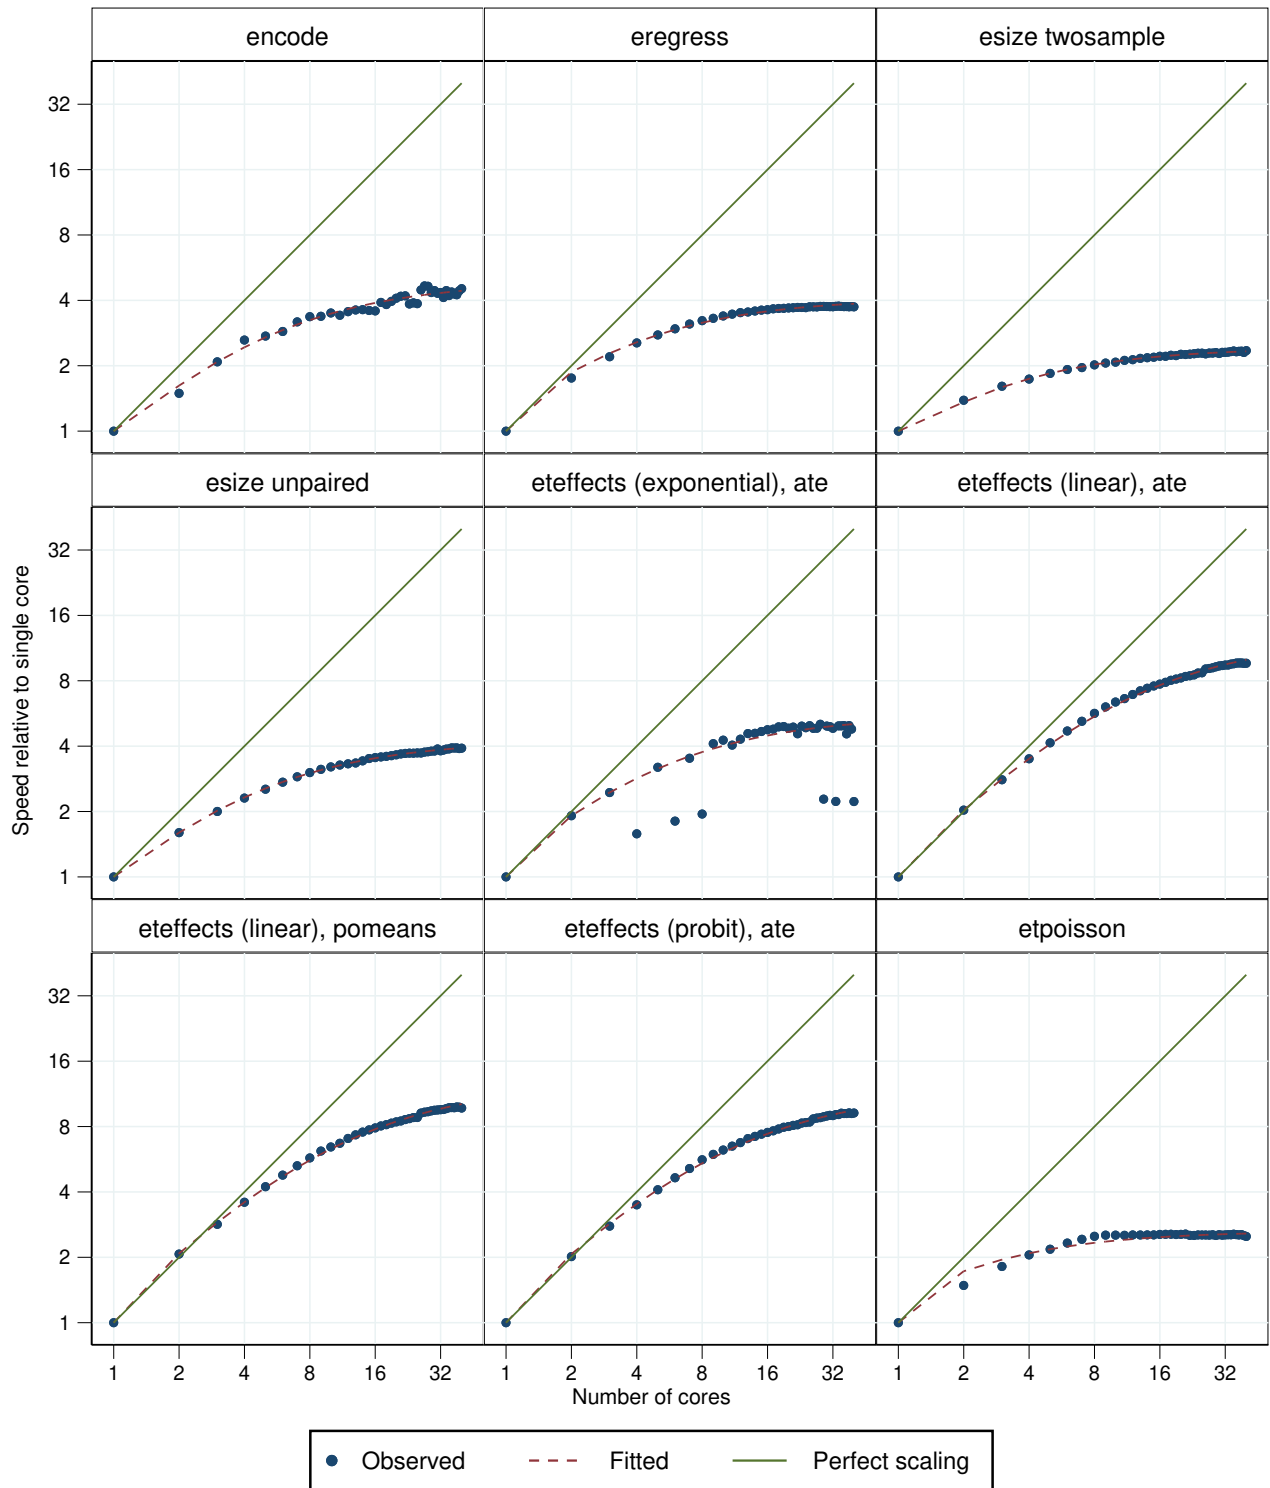 encode
eregress
esize twosample
32
16
8
4
2
1
esize unpaired
eteffects (exponential), ate
eteffects (linear), ate
32
16
8
4
2
1
Speed relative to single core
eteffects (linear), pomeans
eteffects (probit), ate
etpoisson
32
16
8
4
2
1
1 2 4 8 16 32
1 2 4 8 16 32
1 2 4 8 16 32
Number of cores
Observed
Fitted
Perfect scaling